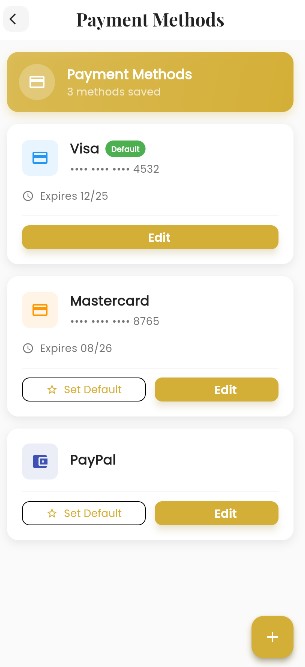 Payment Methods
Payment Methods
3 methods saved
Visa Default
•••• •••• •••• 4532
Expires 12/25
Edit
Mastercard
•••• •••• •••• 8765
Expires 08/26
Set Default Edit
PayPal
Set Default Edit